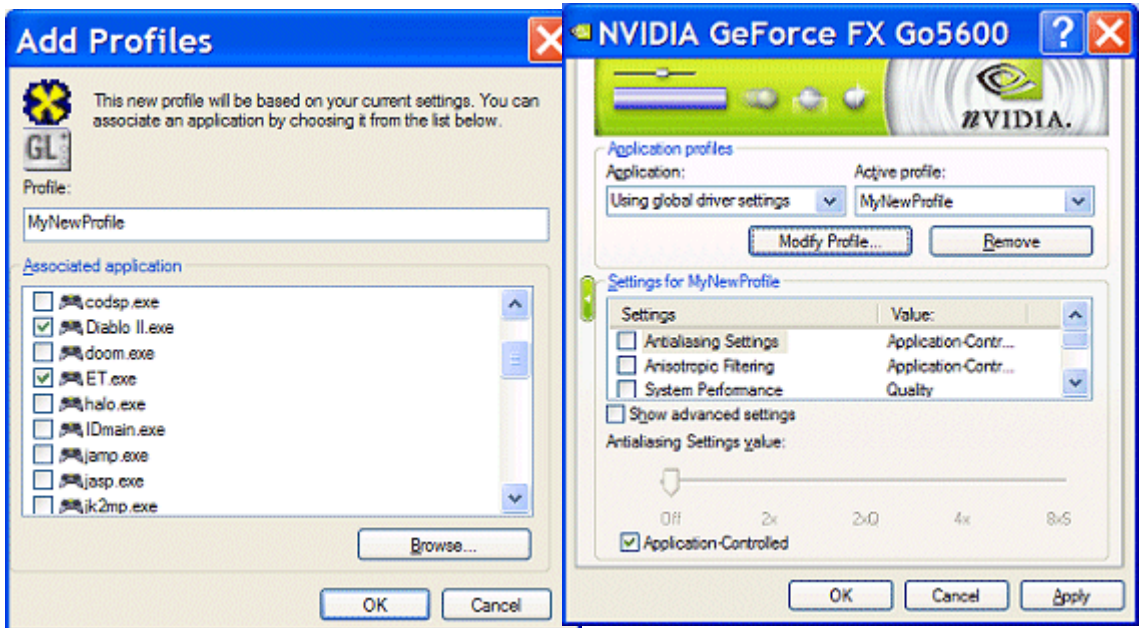 Add Profiles
This new profile will be based on your current settings. You can
associate an application by choosing it from the list below.
GL
Profile:
MyNewProfile
Associated application
codsp.exe
Diablo II.exe
doom.exe
ET.exe
halo.exe
IDmain.exe
jamp.exe
jasp.exe
jk2mp.exe
Browse...
OK Cancel
NVIDIA GeForce FX Go5600
nVIDIA.
Application profiles
Application: Active profile:
Using global driver settings MyNewProfile
Modify Profile... Remove
Settings for MyNewProfile
Settings Value:
Antialiasing Settings Application-Contr...
Anisotropic Filtering Application-Contr...
System Performance Quality
Show advanced settings
Antialiasing Settings value:
Off 2x 2xQ 4x 8xS
Application-Controlled
OK Cancel Apply